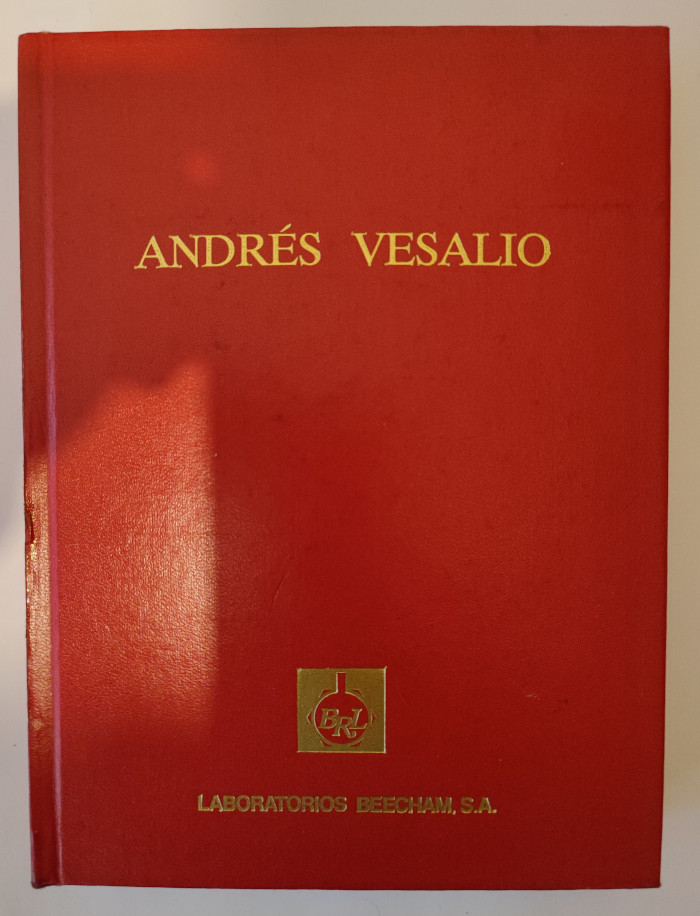 ANDRÉS VESALIO
BRL
LABORATORIOS BEECHAM, S.A.